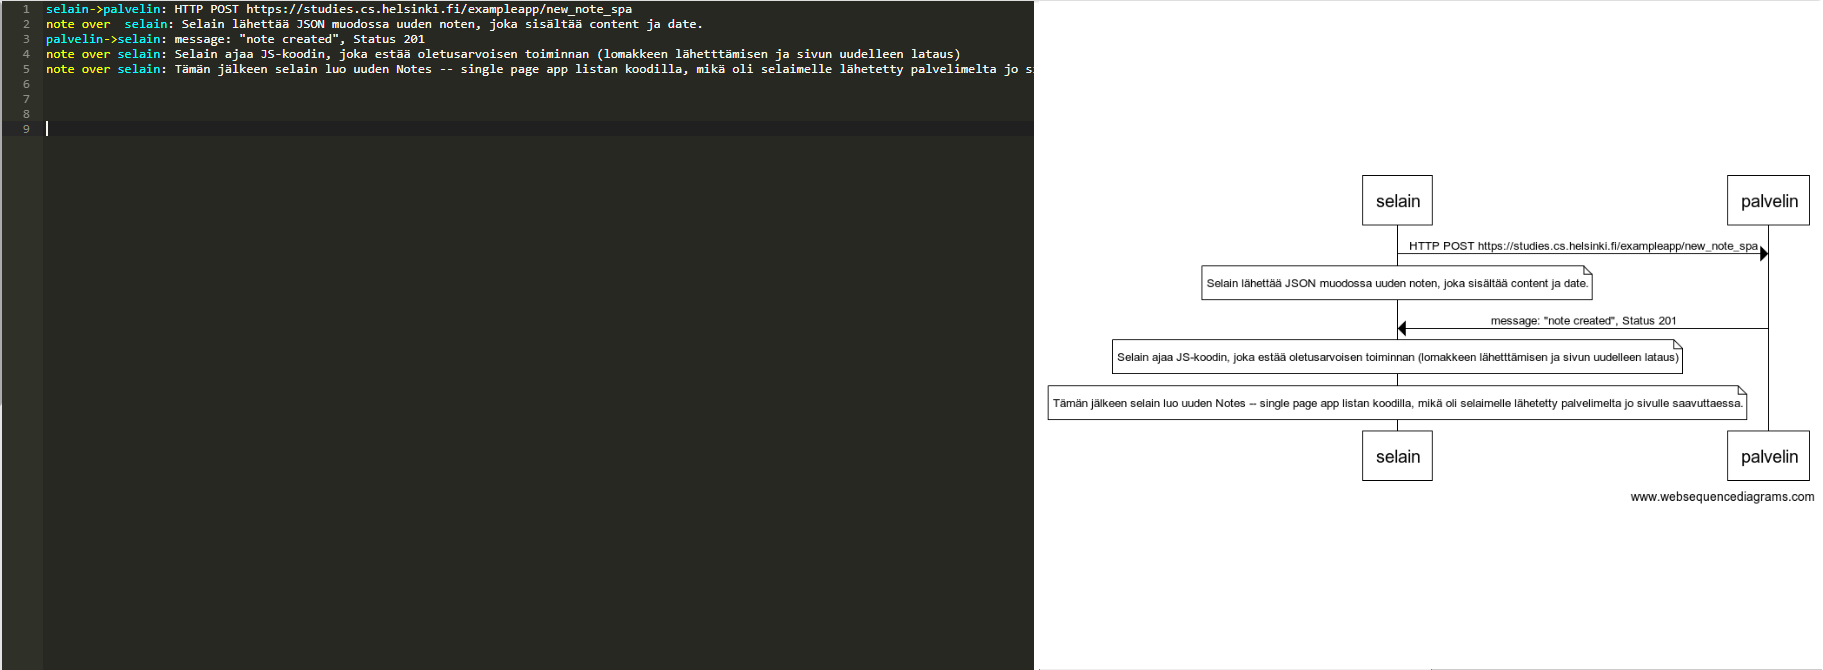 1 selain->palvelin: HTTP POST https://studies.cs.helsinki.fi/exampleapp/new_note_spa
2 note over  selain: Selain lähettää JSON muodossa uuden noten, joka sisältää content ja date.
3 palvelin->selain: message: "note created", Status 201
4 note over selain: Selain ajaa JS-koodin, joka estää oletusarvoisen toiminnan (lomakkeen lähetttämisen ja sivun uudelleen lataus)
5 note over selain: Tämän jälkeen selain luo uuden Notes -- single page app listan koodilla, mikä oli selaimelle lähetetty palvelimelta jo s
6
7
8
9
selain palvelin
HTTP POST https://studies.cs.helsinki.fi/exampleapp/new_note_spa
Selain lähettää JSON muodossa uuden noten, joka sisältää content ja date.
message: "note created", Status 201
Selain ajaa JS-koodin, joka estää oletusarvoisen toiminnan (lomakkeen lähetttämisen ja sivun uudelleen lataus)
Tämän jälkeen selain luo uuden Notes -- single page app listan koodilla, mikä oli selaimelle lähetetty palvelimelta jo sivulle saavuttaessa.
selain palvelin
www.websequencediagrams.com